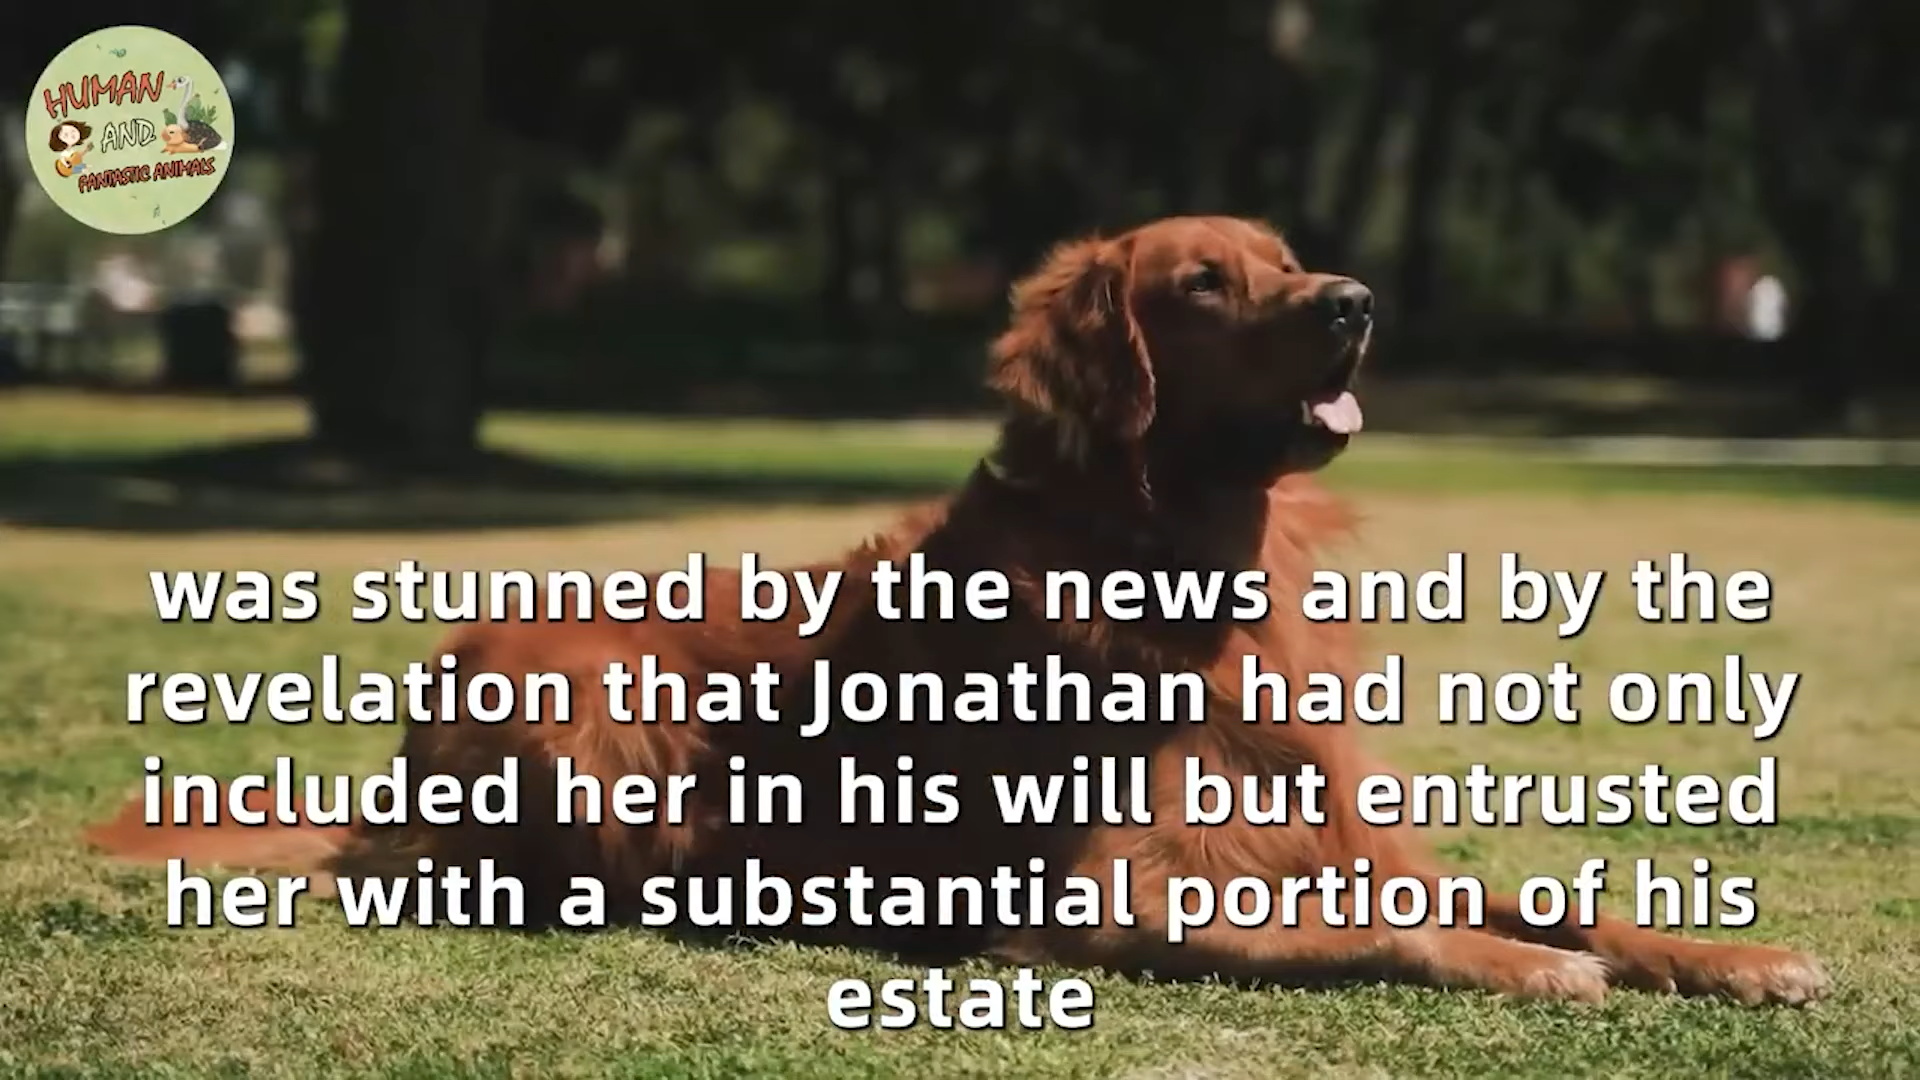 HUMAN
AND
FANTASTIC ANIMALS
was stunned by the news and by the
revelation that Jonathan had not only
included her in his will but entrusted
her with a substantial portion of his
estate